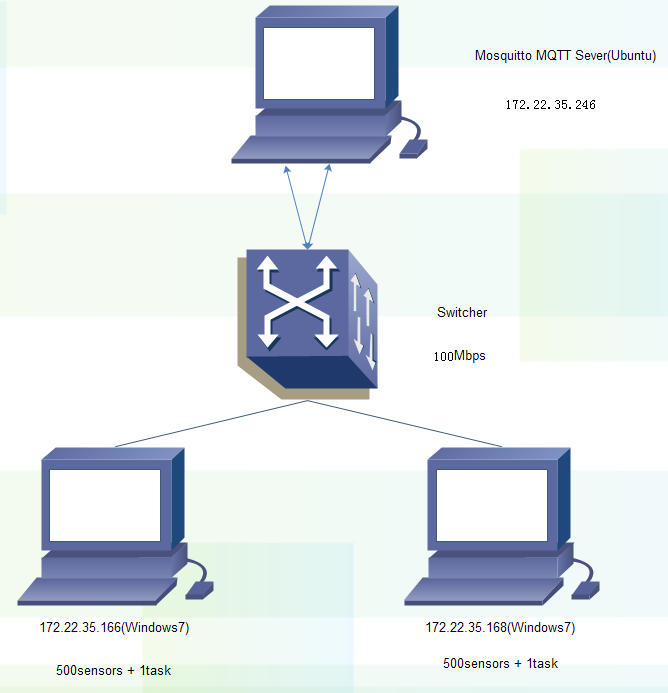 Mosquitto MQTT Sever(Ubuntu)
172.22.35.246
Switcher
100Mbps
172.22.35.166(Windows7)
500sensors + 1task
172.22.35.168(Windows7)
500sensors + 1task